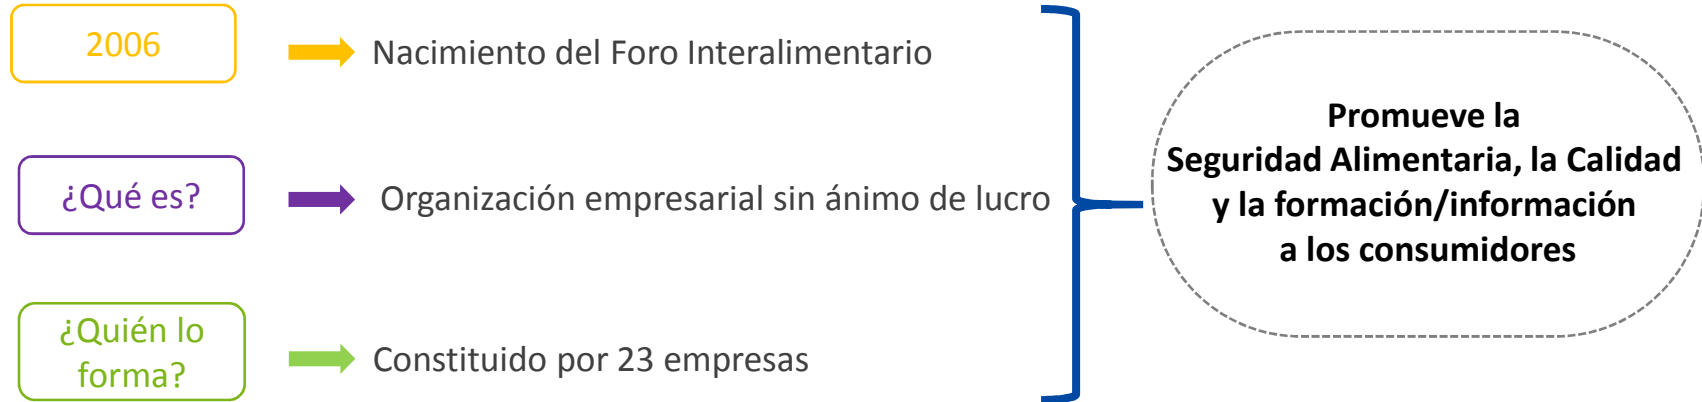 2006
Nacimiento del Foro Interalimentario
¿Qué es?
Organización empresarial sin ánimo de lucro
¿Quién lo
forma?
Constituido por 23 empresas
Promueve la
Seguridad Alimentaria, la Calidad
y la formación/información
a los consumidores